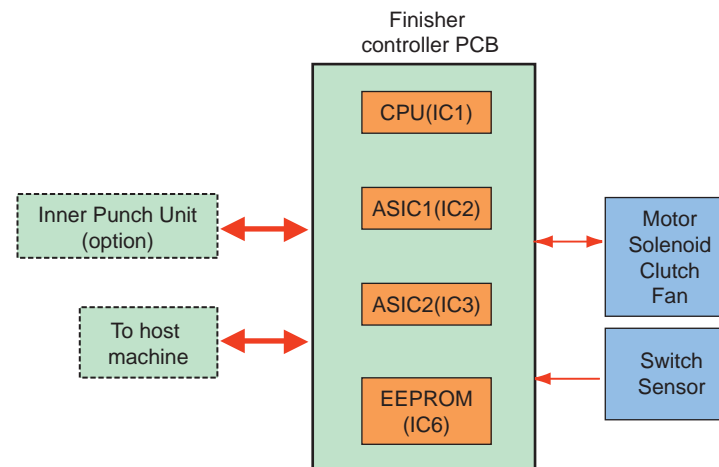 Finisher
controller PCB
CPU(IC1)
ASIC1(IC2)
ASIC2(IC3)
EEPROM
(IC6)
Inner Punch Unit
(option)
To host
machine
Motor
Solenoid
Clutch
Fan
Switch
Sensor